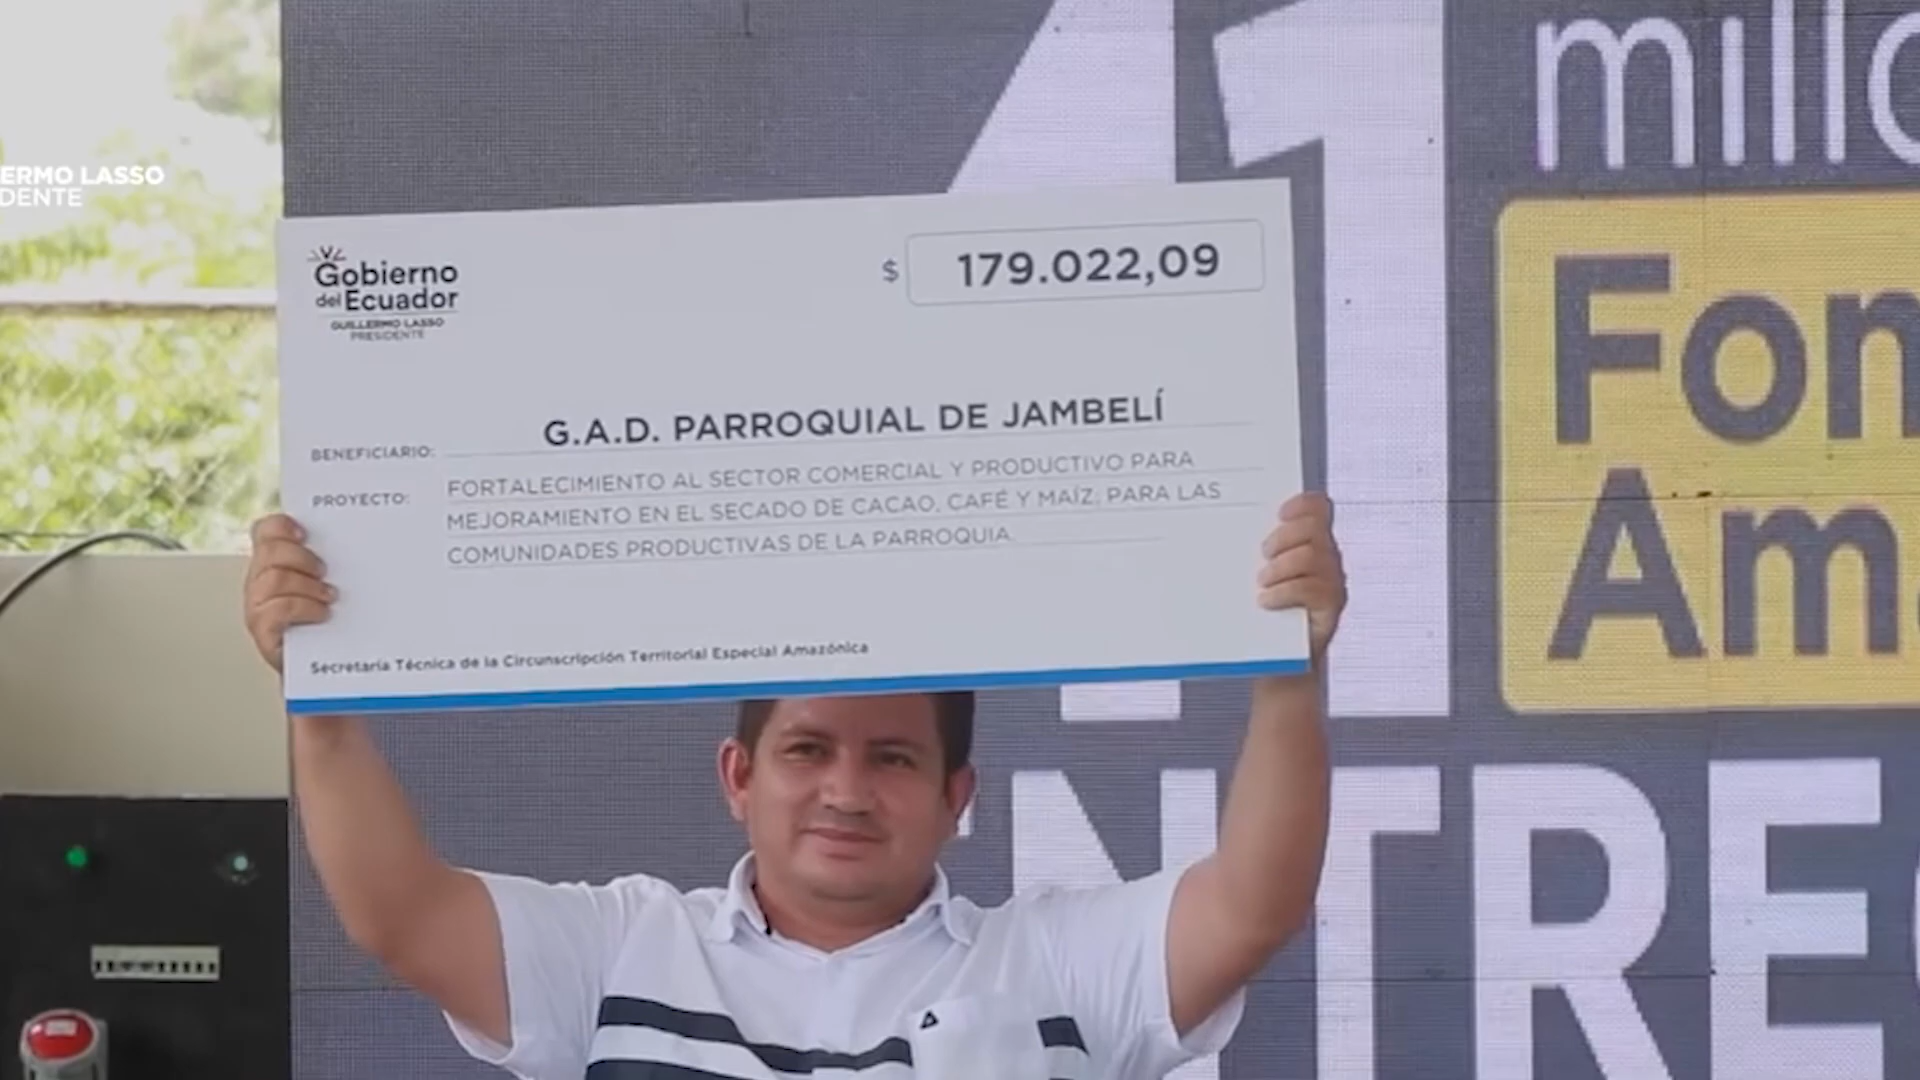 41
millo
Fon
Am
ENTREG
ERMO LASSO
DENTE
Gobierno
del Ecuador
GUILLERMO LASSO
PRESIDENTE
$ 179.022,09
BENEFICIARIO: G.A.D. PARROQUIAL DE JAMBELÍ
PROYECTO: FORTALECIMIENTO AL SECTOR COMERCIAL Y PRODUCTIVO PARA
MEJORAMIENTO EN EL SECADO DE CACAO, CAFÉ Y MAÍZ; PARA LAS
COMUNIDADES PRODUCTIVAS DE LA PARROQUIA.
Secretaría Técnica de la Circunscripción Territorial Especial Amazónica